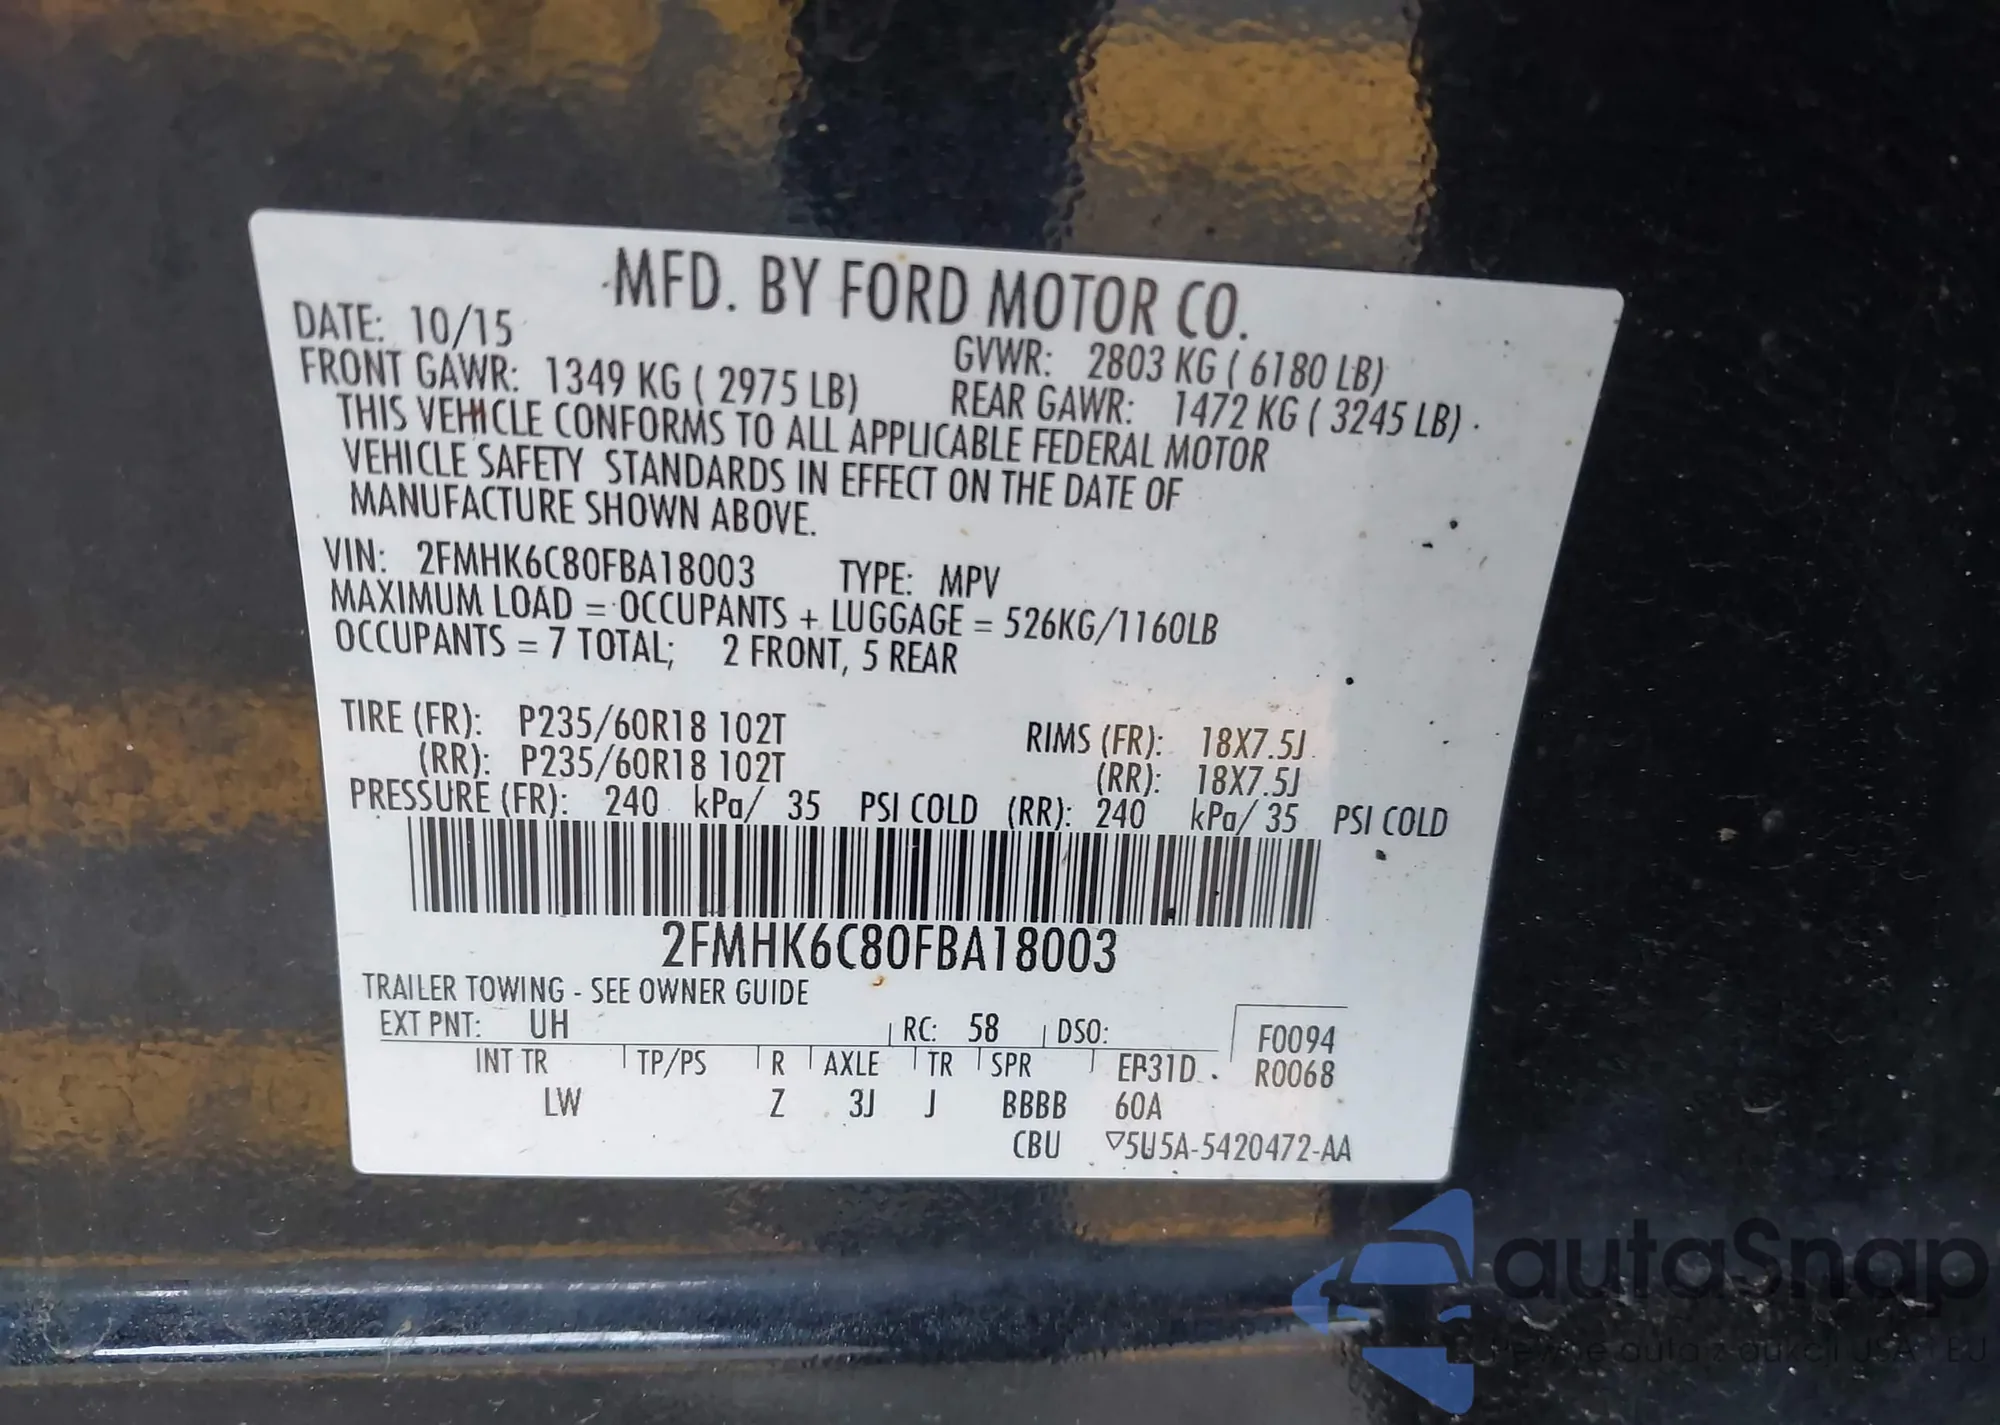 MFD. BY FORD MOTOR CO.
DATE: 10/15 GVWR: 2803 KG ( 6180 LB)
FRONT GAWR: 1349 KG ( 2975 LB) REAR GAWR: 1472 KG ( 3245 LB)
THIS VEHICLE CONFORMS TO ALL APPLICABLE FEDERAL MOTOR
VEHICLE SAFETY STANDARDS IN EFFECT ON THE DATE OF
MANUFACTURE SHOWN ABOVE.
VIN: 2FMHK6C80FBA18003 TYPE: MPV
MAXIMUM LOAD = OCCUPANTS + LUGGAGE = 526KG/1160LB
OCCUPANTS = 7 TOTAL; 2 FRONT, 5 REAR
TIRE (FR): P235/60R18 102T RIMS (FR): 18X7.5J
(RR): P235/60R18 102T (RR): 18X7.5J
PRESSURE (FR): 240 kPa/ 35 PSI COLD (RR): 240 kPa/ 35 PSI COLD
2FMHK6C80FBA18003
TRAILER TOWING - SEE OWNER GUIDE
EXT PNT: UH RC: 58 DSO: F0094
INT TR TP/PS R AXLE TR SPR EP31D R0068
LW Z 3J J BBBB 60A
CBU ▽5U5A-5420472-AA
autaSnap
Pewne auta z aukcji USA i EU